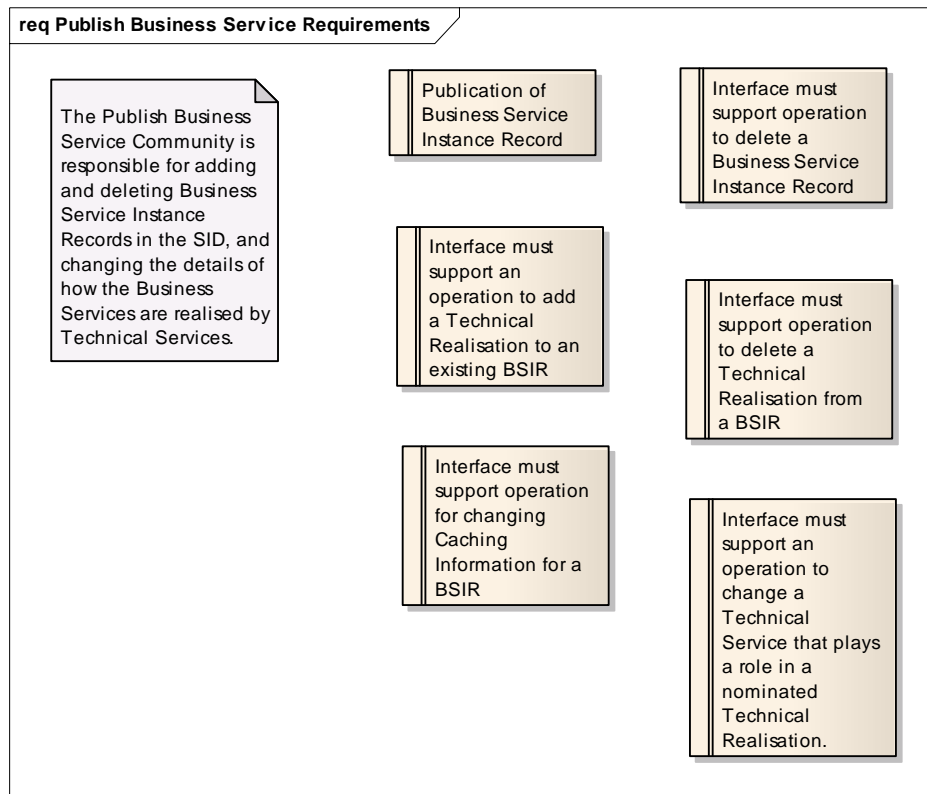 req Publish Business Service Requirements
The Publish Business
Service Community is
responsible for adding
and deleting Business
Service Instance
Records in the SID, and
changing the details of
how the Business
Services are realised by
Technical Services.
Publication of
Business Service
Instance Record
Interface must
support operation
to delete a
Business Service
Instance Record
Interface must
support an
operation to add
a Technical
Realisation to an
existing BSIR
Interface must
support operation
to delete a
Technical
Realisation from
a BSIR
Interface must
support operation
for changing
Caching
Information for a
BSIR
Interface must
support an
operation to
change a
Technical
Service that plays
a role in a
nominated
Technical
Realisation.